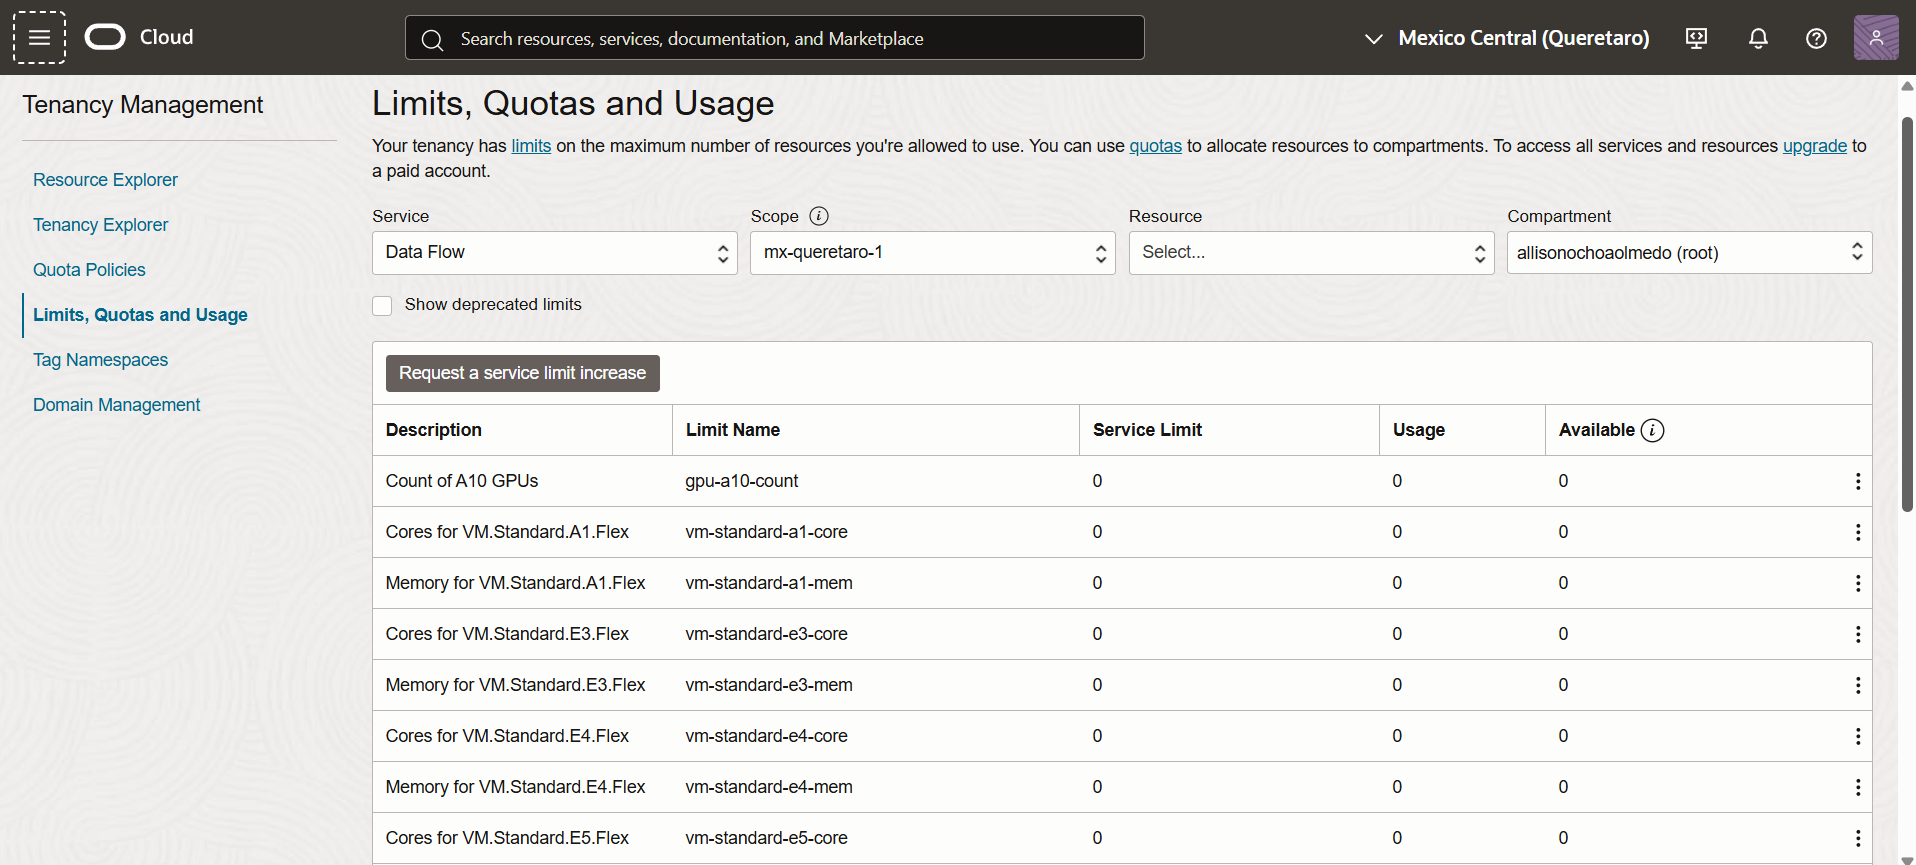 Cloud
Search resources, services, documentation, and Marketplace
Mexico Central (Queretaro)
Tenancy Management
Resource Explorer
Tenancy Explorer
Quota Policies
Limits, Quotas and Usage
Tag Namespaces
Domain Management
Limits, Quotas and Usage
Your tenancy has limits on the maximum number of resources you're allowed to use. You can use quotas to allocate resources to compartments. To access all services and resources upgrade to
a paid account.
Service Scope Resource Compartment
Data Flow mx-queretaro-1 Select... allisonochoaolmedo (root)
Show deprecated limits
Request a service limit increase
Description Limit Name Service Limit Usage Available
Count of A10 GPUs gpu-a10-count 0 0 0
Cores for VM.Standard.A1.Flex vm-standard-a1-core 0 0 0
Memory for VM.Standard.A1.Flex vm-standard-a1-mem 0 0 0
Cores for VM.Standard.E3.Flex vm-standard-e3-core 0 0 0
Memory for VM.Standard.E3.Flex vm-standard-e3-mem 0 0 0
Cores for VM.Standard.E4.Flex vm-standard-e4-core 0 0 0
Memory for VM.Standard.E4.Flex vm-standard-e4-mem 0 0 0
Cores for VM.Standard.E5.Flex vm-standard-e5-core 0 0 0